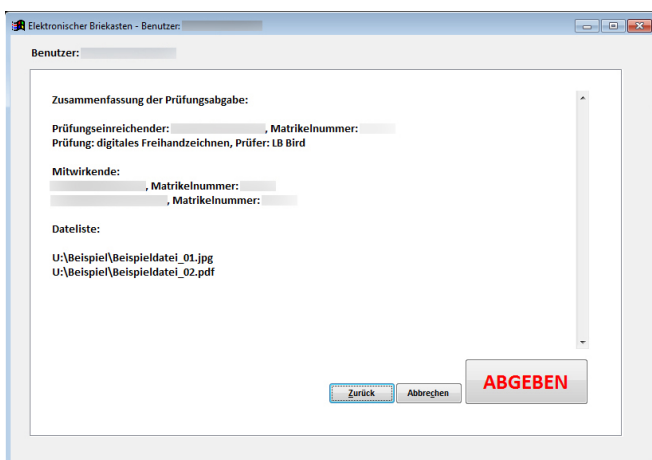 Elektronischer Briekasten - Benutzer:
Benutzer:
Zusammenfassung der Prüfungsabgabe:
Prüfungseinreichender: , Matrikelnummer:
Prüfung: digitales Freihandzeichnen, Prüfer: LB Bird
Mitwirkende:
, Matrikelnummer:
, Matrikelnummer:
Dateliste:
U:\Beispiel\Beispieldatei_01.jpg
U:\Beispiel\Beispieldatei_02.pdf
Zurück Abbrechen ABGEBEN